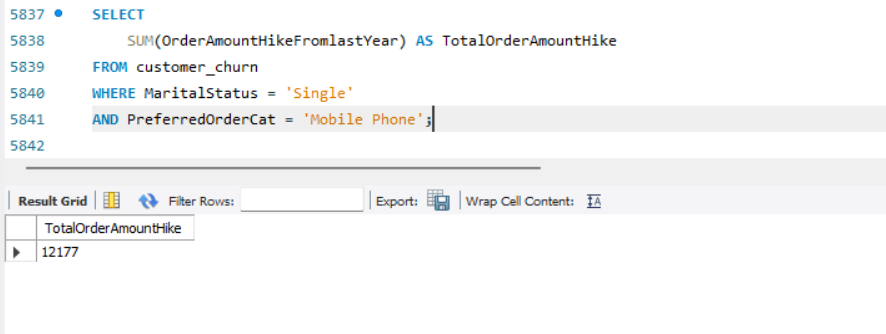 5837 SELECT
5838 SUM(OrderAmountHikeFromlastYear) AS TotalOrderAmountHike
5839 FROM customer_churn
5840 WHERE MaritalStatus = 'Single'
5841 AND PreferredOrderCat = 'Mobile Phone';
5842
Result Grid Filter Rows: Export: Wrap Cell Content: IA
TotalOrderAmountHike
12177